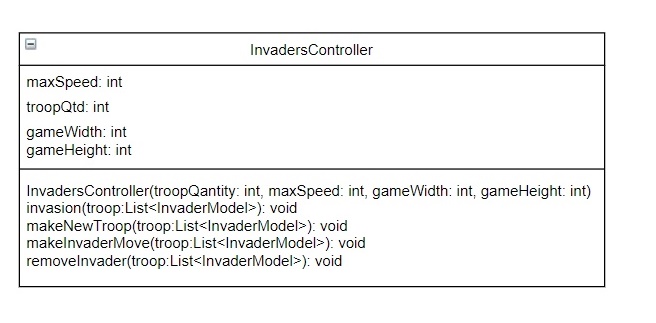 InvadersController
maxSpeed: int
troopQtd: int
gameWidth: int
gameHeight: int
InvadersController(troopQantity: int, maxSpeed: int, gameWidth: int, gameHeight: int)
invasion(troop:List<InvaderModel>): void
makeNewTroop(troop:List<InvaderModel>): void
makeInvaderMove(troop:List<InvaderModel>): void
removeInvader(troop:List<InvaderModel>): void